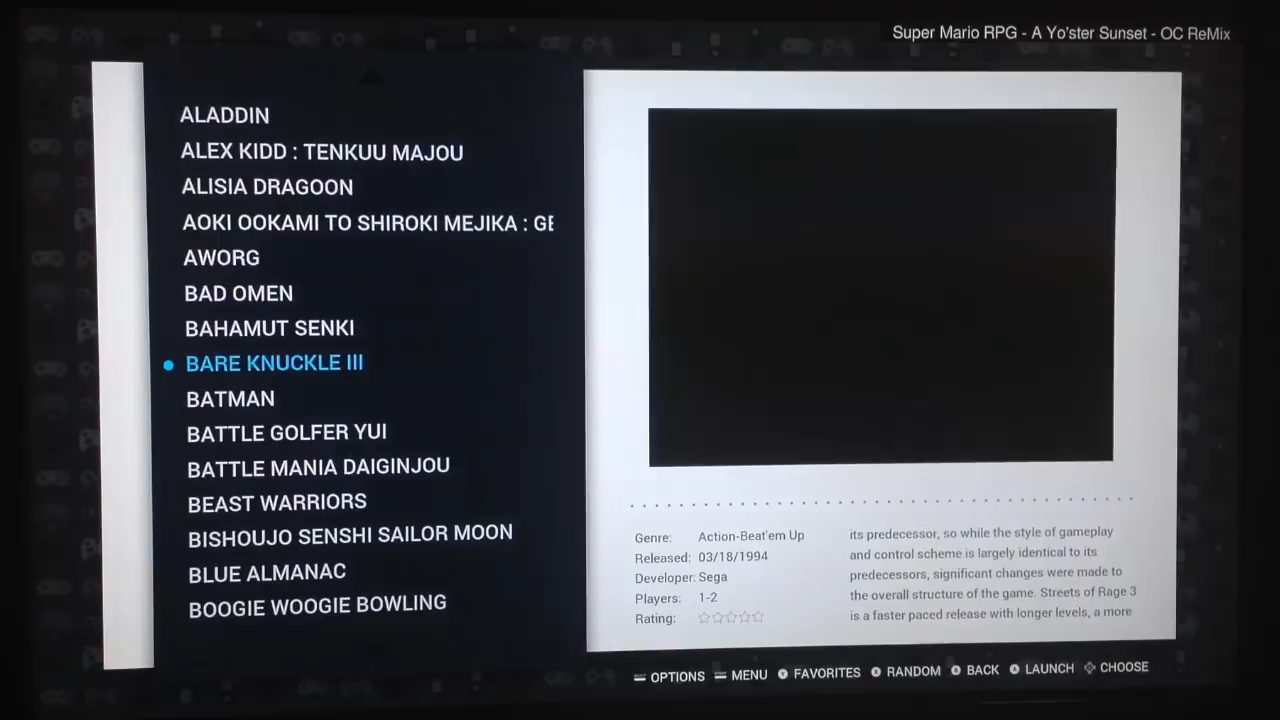 Super Mario RPG - A Yo'ster Sunset - OC ReMix
ALADDIN
ALEX KIDD : TENKUU MAJOU
ALISIA DRAGOON
AOKI OOKAMI TO SHIROKI MEJIKA : GE
AWORG
BAD OMEN
BAHAMUT SENKI
BARE KNUCKLE III
BATMAN
BATTLE GOLFER YUI
BATTLE MANIA DAIGINJOU
BEAST WARRIORS
BISHOUJO SENSHI SAILOR MOON
BLUE ALMANAC
BOOGIE WOOGIE BOWLING
Genre: Action-Beat'em Up
Released: 03/18/1994
Developer: Sega
Players: 1-2
Rating:
its predecessor, so while the style of gameplay
and control scheme is largely identical to its
predecessors, significant changes were made to
the overall structure of the game. Streets of Rage 3
is a faster paced release with longer levels, a more
OPTIONS MENU FAVORITES RANDOM BACK LAUNCH CHOOSE